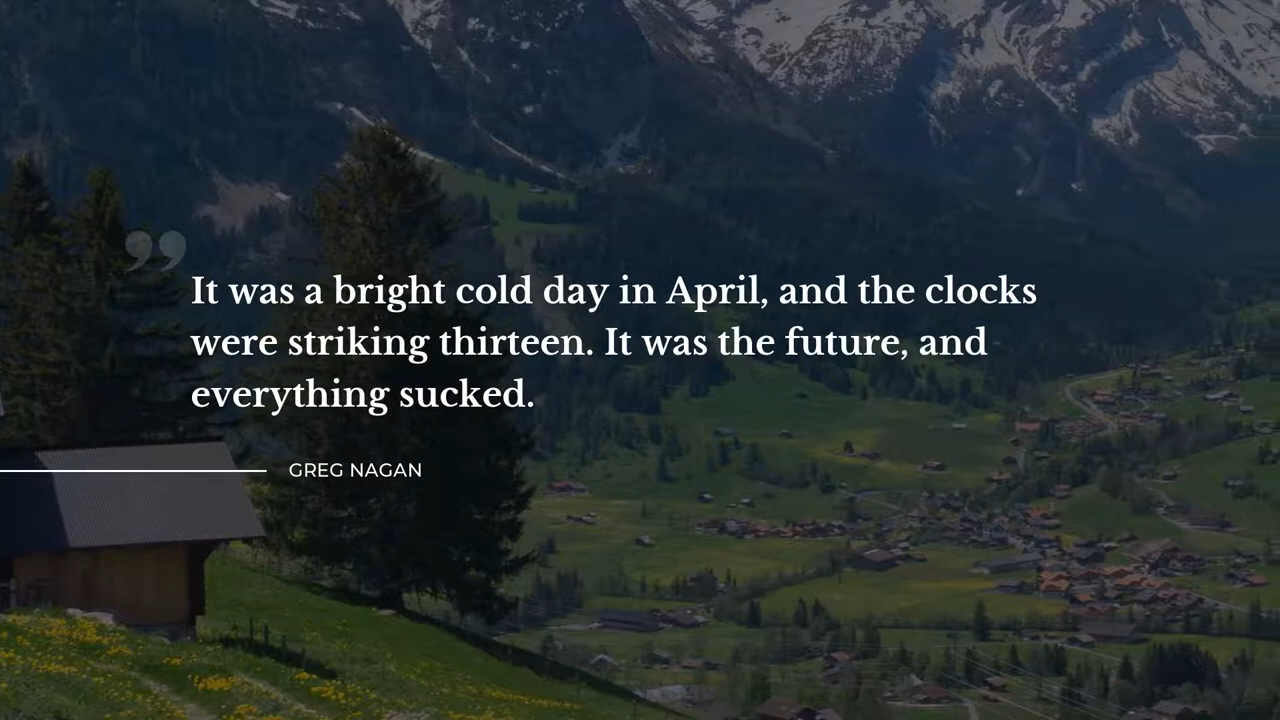 It was a bright cold day in April, and the clocks
were striking thirteen. It was the future, and
everything sucked.
GREG NAGAN